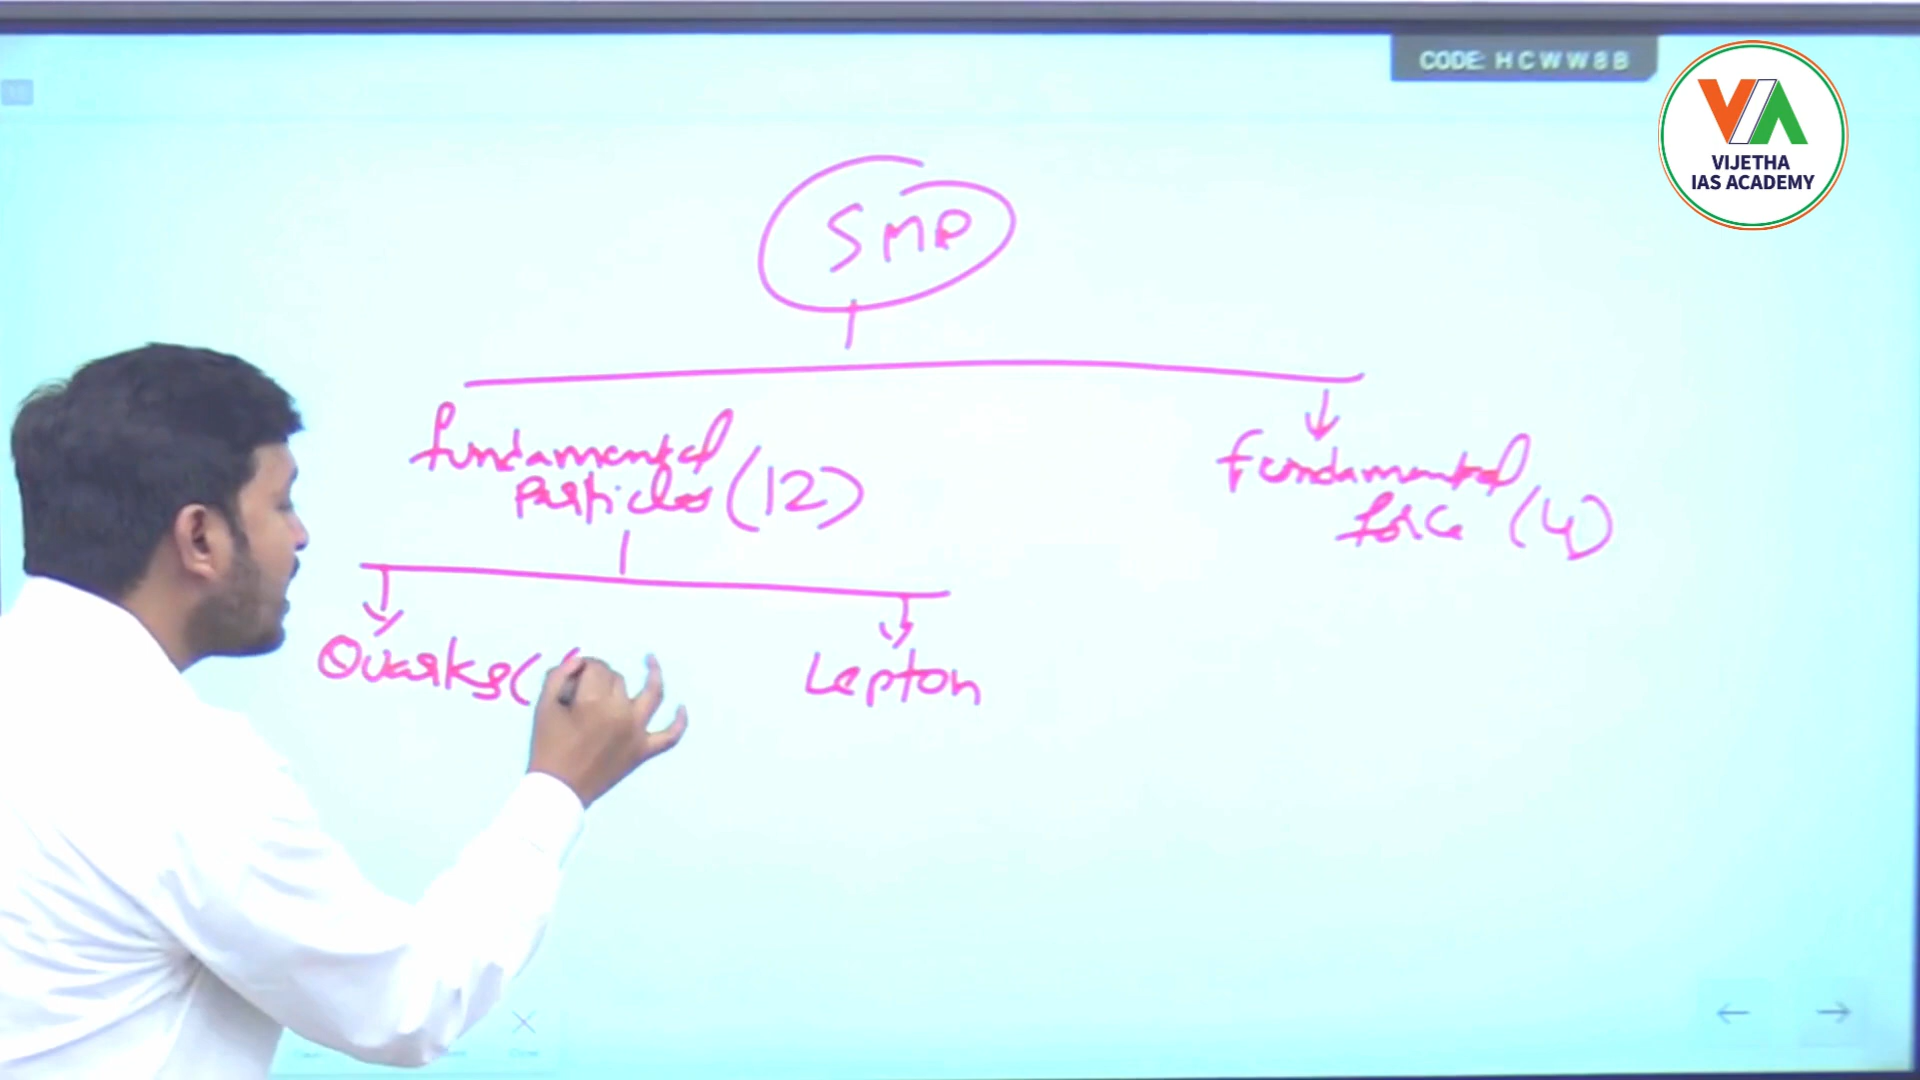 CODE: HCWW8B
VIJETHA
IAS ACADEMY
SMP
fundamental
Particles (12)
Fundamental
force (4)
Quarks (
Lepton